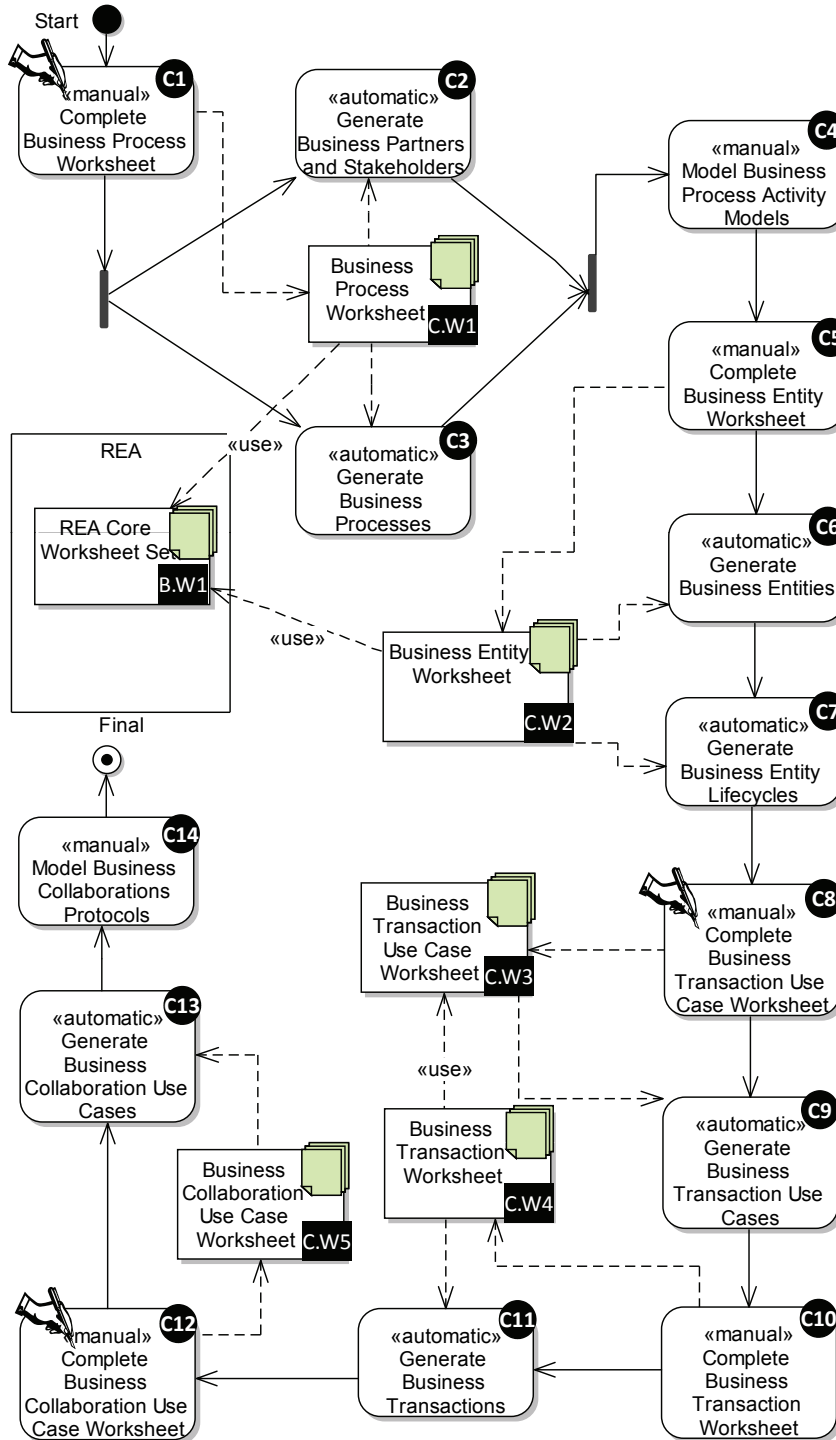 Start
C1
«manual»
Complete
Business Process
Worksheet
C2
«automatic»
Generate
Business Partners
and Stakeholders
C4
«manual»
Model Business
Process Activity
Models
Business
Process
Worksheet
C.W1
C5
«manual»
Complete
Business Entity
Worksheet
«use»
C3
«automatic»
Generate
Business
Processes
REA
REA Core
Worksheet Set
B.W1
C6
«automatic»
Generate
Business Entities
«use»
Business Entity
Worksheet
C.W2
C7
«automatic»
Generate
Business Entity
Lifecycles
Final
C14
«manual»
Model Business
Collaborations
Protocols
Business
Transaction
Use Case
Worksheet
C.W3
C8
«manual»
Complete
Business
Transaction Use
Case Worksheet
C13
«automatic»
Generate
Business
Collaboration Use
Cases
«use»
Business
Transaction
Worksheet
C.W4
C9
«automatic»
Generate
Business
Transaction Use
Cases
Business
Collaboration
Use Case
Worksheet
C.W5
C12
«manual»
Complete
Business
Collaboration Use
Case Worksheet
C11
«automatic»
Generate
Business
Transactions
C10
«manual»
Complete
Business
Transaction
Worksheet